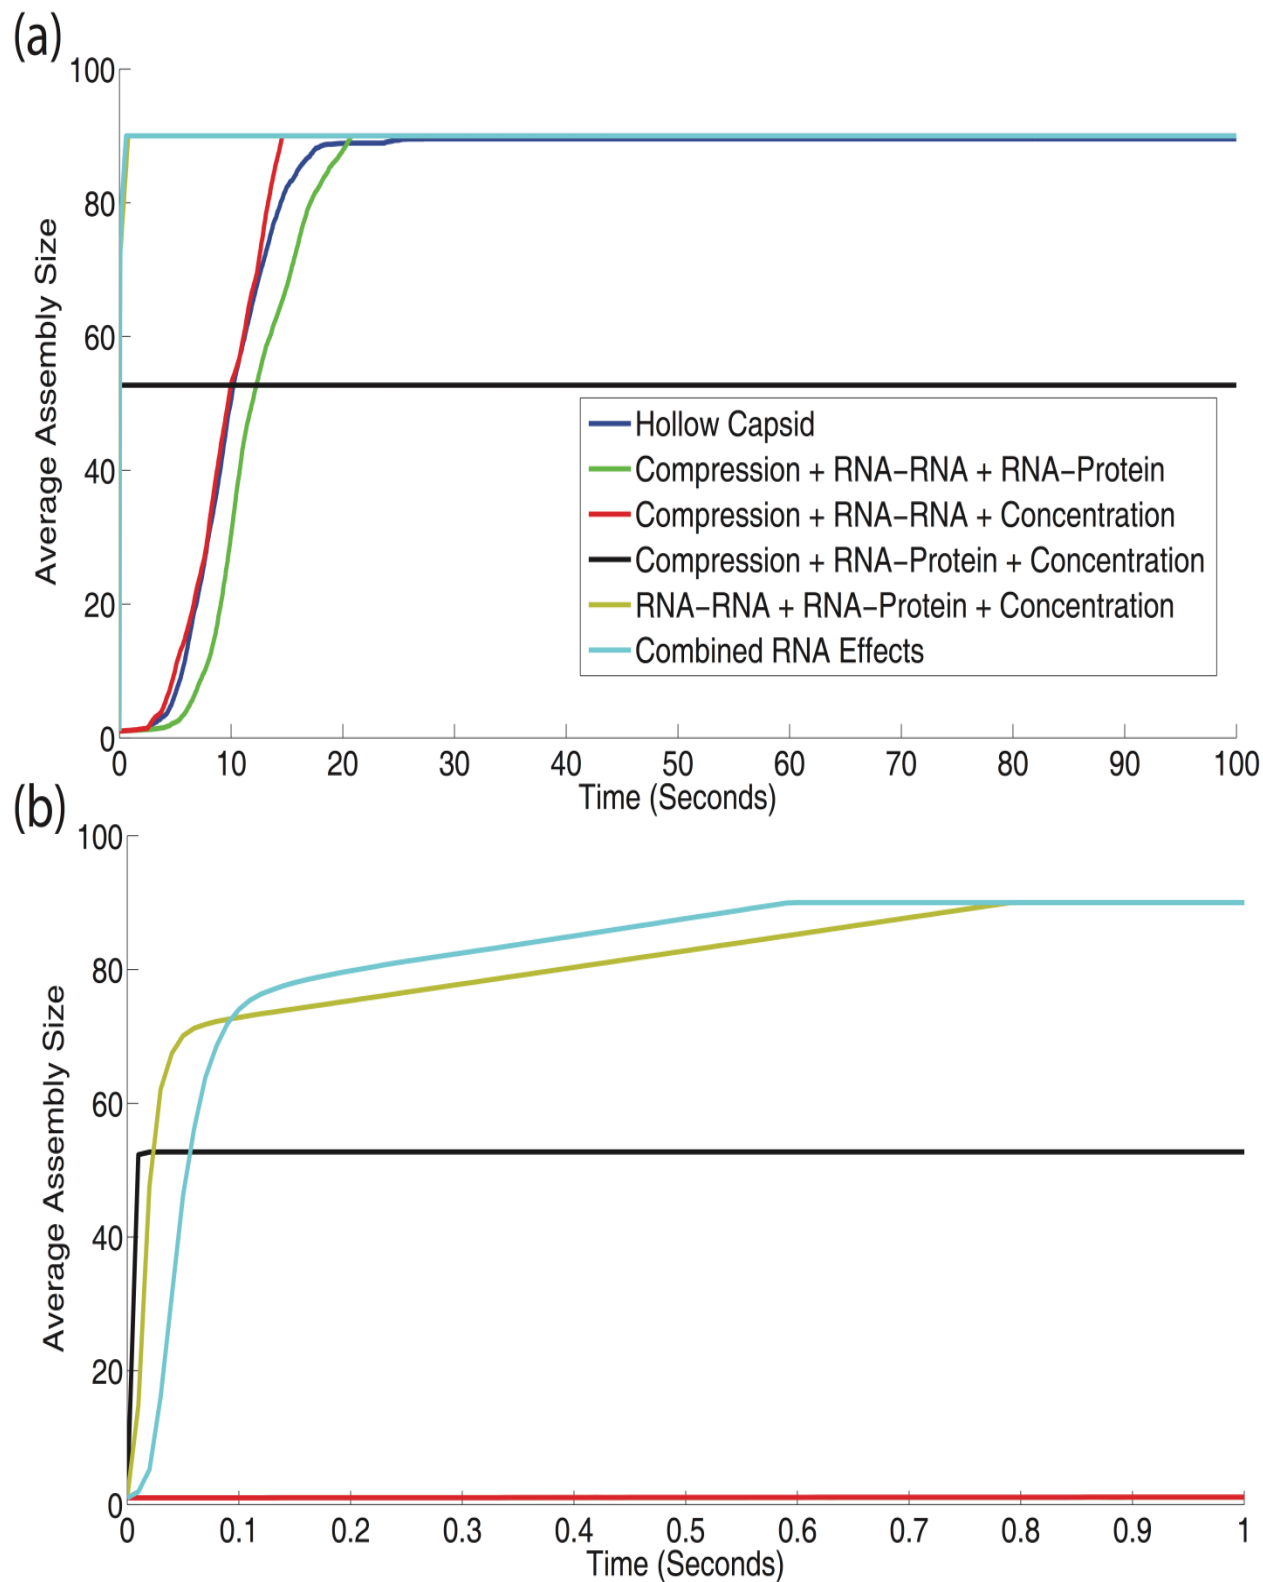 (a)
100
80
60
40
20
0
Average Assembly Size
Hollow Capsid
Compression + RNA−RNA + RNA−Protein
Compression + RNA−RNA + Concentration
Compression + RNA−Protein + Concentration
RNA−RNA + RNA−Protein + Concentration
Combined RNA Effects
0 10 20 30 40 50 60 70 80 90 100
Time (Seconds)
(b)
100
80
60
40
20
0
Average Assembly Size
0 0.1 0.2 0.3 0.4 0.5 0.6 0.7 0.8 0.9 1
Time (Seconds)